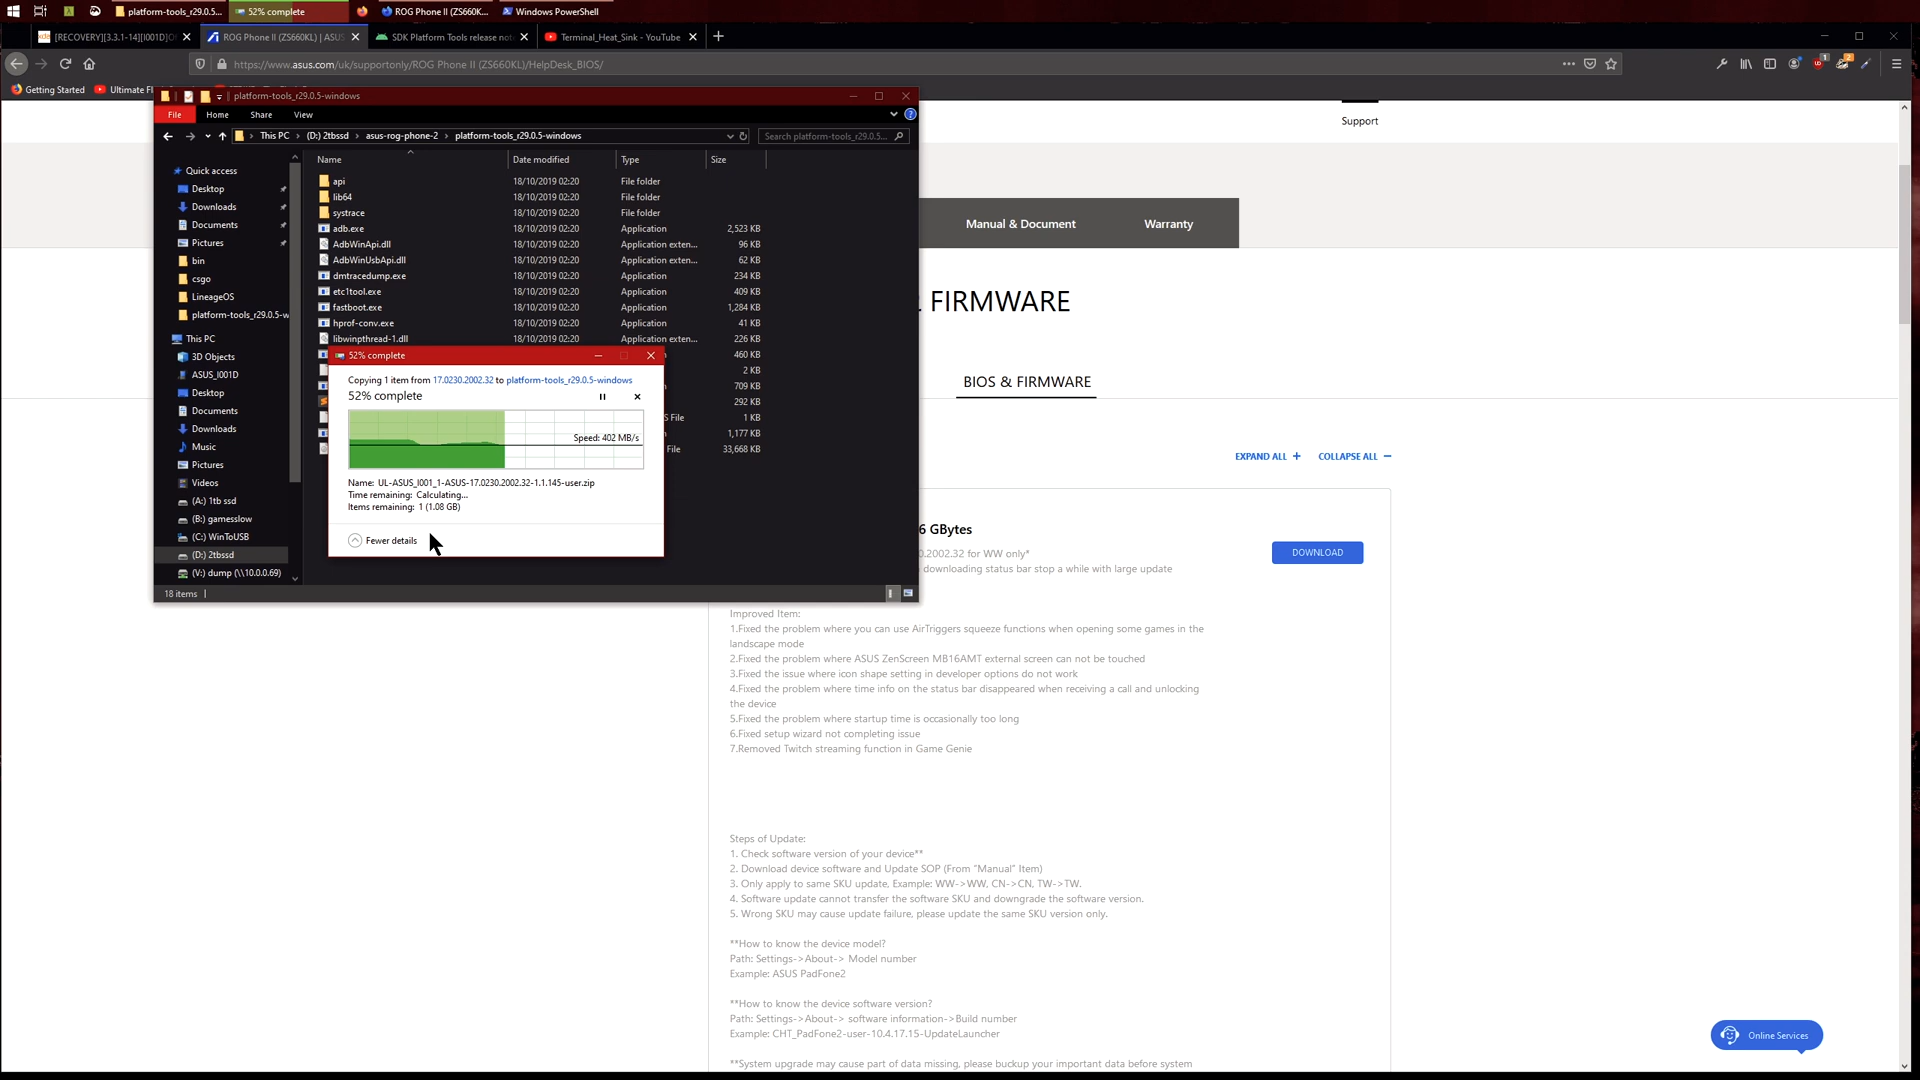 platform-tools_r29.0.5...
52% complete
ROG Phone II (ZS660K...
Windows PowerShell
[RECOVERY][3.3.1-14][I001D]O
ROG Phone II (ZS660KL) | ASUS
SDK Platform Tools release no
Terminal_Heat_Sink - YouTube
https://www.asus.com/uk/supportonly/ROG Phone II (ZS660KL)/HelpDesk_BIOS/
Getting Started
Ultimate Fl
platform-tools_r29.0.5-windows
File
Home
Share
View
This PC
(D:) 2tbssd
asus-rog-phone-2
platform-tools_r29.0.5-windows
Search platform-tools_r29.0.5...
Name
Date modified
Type
Size
Quick access
Desktop
Downloads
Documents
Pictures
bin
csgo
LineageOS
platform-tools_r29.0.5-w
This PC
3D Objects
ASUS_I001D
Desktop
Documents
Downloads
Music
Pictures
Videos
(A:) 1tb ssd
(B:) gamesslow
(C:) WinToUSB
(D:) 2tbssd
(V:) dump (\\10.0.0.69)
api 18/10/2019 02:20 File folder
lib64 18/10/2019 02:20 File folder
systrace 18/10/2019 02:20 File folder
adb.exe 18/10/2019 02:20 Application 2,523 KB
AdbWinApi.dll 18/10/2019 02:20 Application exten... 96 KB
AdbWinUsbApi.dll 18/10/2019 02:20 Application exten... 62 KB
dmtracedump.exe 18/10/2019 02:20 Application 234 KB
etc1tool.exe 18/10/2019 02:20 Application 409 KB
fastboot.exe 18/10/2019 02:20 Application 1,284 KB
hprof-conv.exe 18/10/2019 02:20 Application 41 KB
libwinpthread-1.dll 18/10/2019 02:20 Application exten... 226 KB
460 KB
2 KB
709 KB
292 KB
S File 1 KB
1,177 KB
File 33,668 KB
52% complete
Copying 1 item from 17.0230.2002.32 to platform-tools_r29.0.5-windows
52% complete
Speed: 402 MB/s
Name: UL-ASUS_I001_1-ASUS-17.0230.2002.32-1.1.145-user.zip
Time remaining: Calculating...
Items remaining: 1 (1.08 GB)
Fewer details
18 items
Support
Manual & Document
Warranty
FIRMWARE
BIOS & FIRMWARE
EXPAND ALL +
COLLAPSE ALL −
6 GBytes
0.2002.32 for WW only*
downloading status bar stop a while with large update
DOWNLOAD
Improved Item:
1.Fixed the problem where you can use AirTriggers squeeze functions when opening some games in the
landscape mode
2.Fixed the problem where ASUS ZenScreen MB16AMT external screen can not be touched
3.Fixed the issue where icon shape setting in developer options do not work
4.Fixed the problem where time info on the status bar disappeared when receiving a call and unlocking
the device
5.Fixed the problem where startup time is occasionally too long
6.Fixed setup wizard not completing issue
7.Removed Twitch streaming function in Game Genie
Steps of Update:
1. Check software version of your device**
2. Download device software and Update SOP (From "Manual" Item)
3. Only apply to same SKU update, Example: WW->WW, CN->CN, TW->TW.
4. Software update cannot transfer the software SKU and downgrade the software version.
5. Wrong SKU may cause update failure, please update the same SKU version only.
**How to know the device model?
Path: Settings->About-> Model number
Example: ASUS PadFone2
**How to know the device software version?
Path: Settings->About-> software information->Build number
Example: CHT_PadFone2-user-10.4.17.15-UpdateLauncher
**System upgrade may cause part of data missing, please backup your important data before system
Online Services